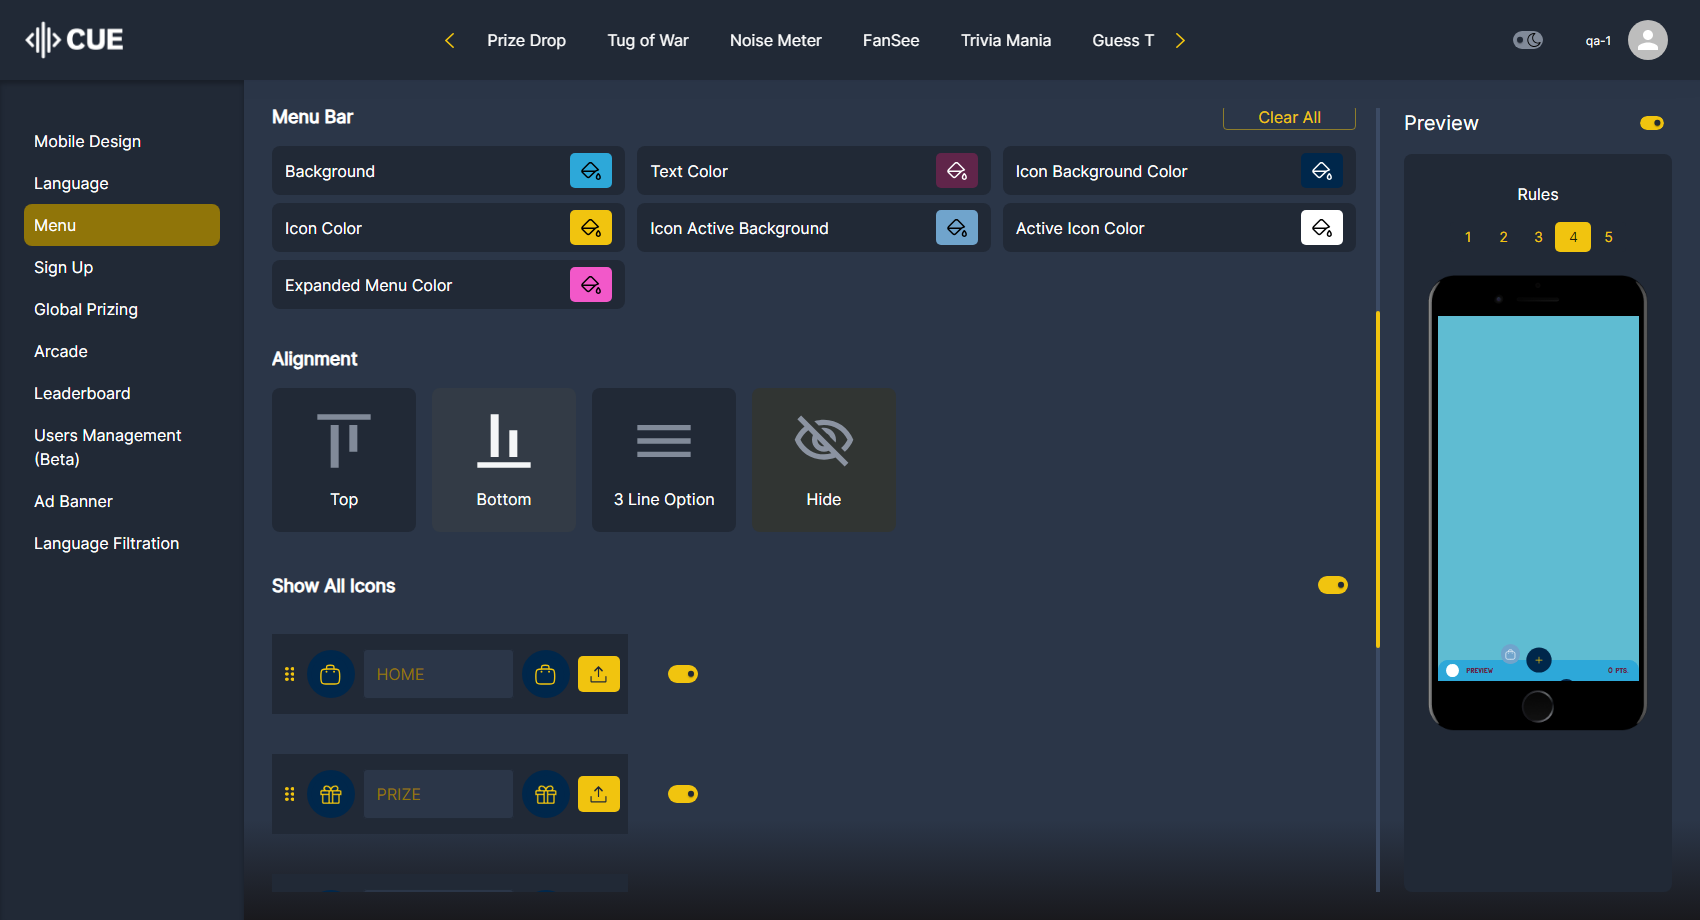 CUE
Prize Drop
Tug of War
Noise Meter
FanSee
Trivia Mania
Guess T
qa-1
Mobile Design
Language
Menu
Sign Up
Global Prizing
Arcade
Leaderboard
Users Management
(Beta)
Ad Banner
Language Filtration
Menu Bar
Clear All
Background
Text Color
Icon Background Color
Icon Color
Icon Active Background
Active Icon Color
Expanded Menu Color
Alignment
Top
Bottom
3 Line Option
Hide
Show All Icons
HOME
PRIZE
Preview
Rules
1 2 3 4 5
PREVIEW
0 PTS